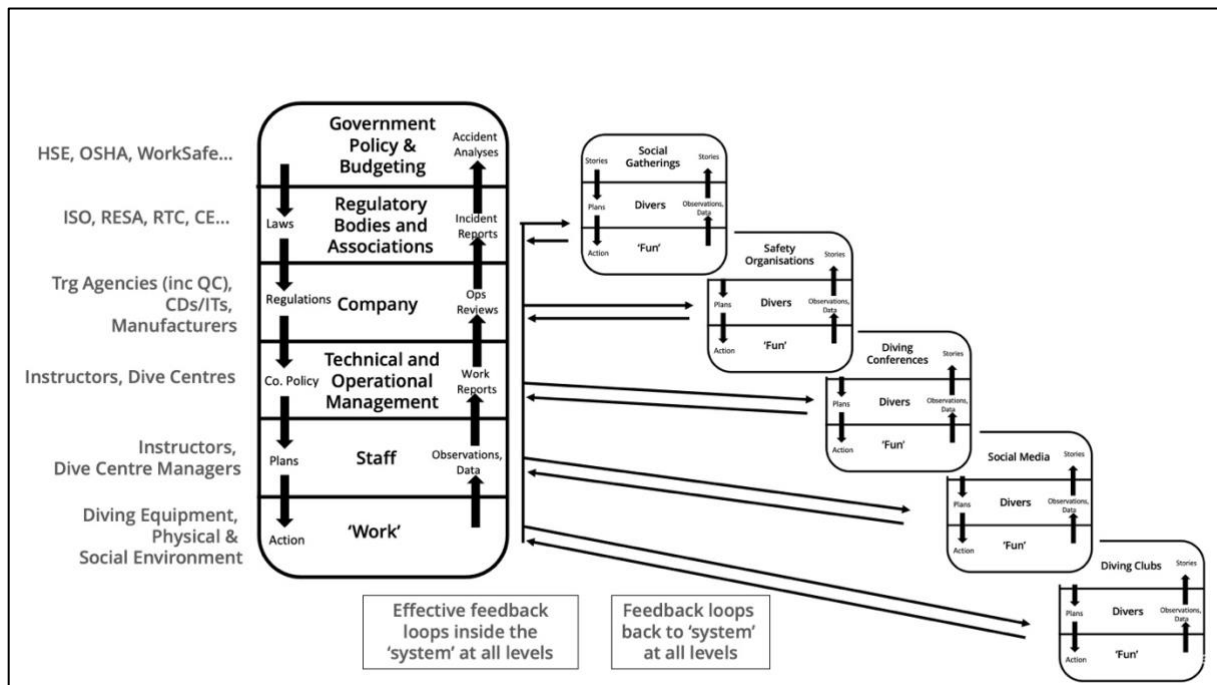 HSE, OSHA, WorkSafe...
ISO, RESA, RTC, CE...
Trg Agencies (inc QC),
CDs/ITs,
Manufacturers
Instructors, Dive Centres
Instructors,
Dive Centre Managers
Diving Equipment,
Physical &
Social Environment
Government
Policy &
Budgeting
Accident
Analyses
Laws
Regulatory
Bodies and
Associations
Incident
Reports
Regulations
Company
Ops
Reviews
Co. Policy
Technical and
Operational
Management
Work
Reports
Plans
Staff
Observations,
Data
Action
'Work'
Social
Gatherings
Stories
Stories
Plans
Divers
Observations,
Data
Action
'Fun'
Safety
Organisations
Stories
Plans
Divers
Observations,
Data
Action
'Fun'
Diving
Conferences
Stories
Plans
Divers
Observations,
Data
Action
'Fun'
Social Media
Stories
Plans
Divers
Observations,
Data
Action
'Fun'
Diving Clubs
Stories
Plans
Divers
Observations,
Data
Action
'Fun'
Effective feedback
loops inside the
'system' at all levels
Feedback loops
back to 'system'
at all levels